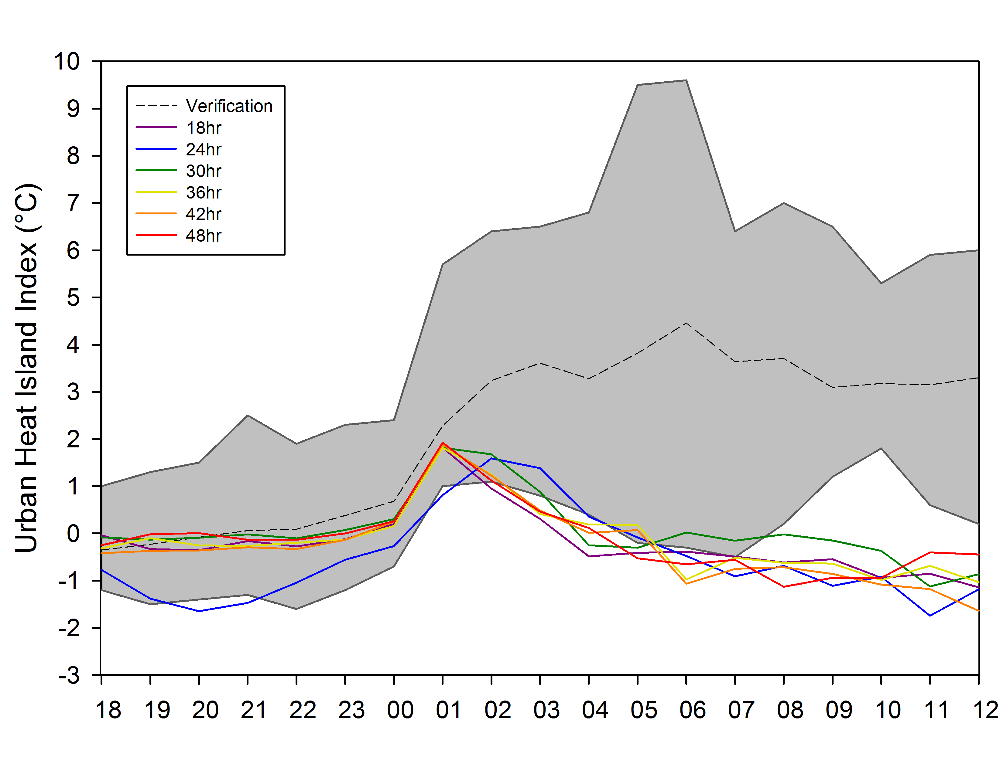 Urban Heat Island Index (°C)
10
9
8
7
6
5
4
3
2
1
0
-1
-2
-3
Verification
18hr
24hr
30hr
36hr
42hr
48hr
18 19 20 21 22 23 00 01 02 03 04 05 06 07 08 09 10 11 12